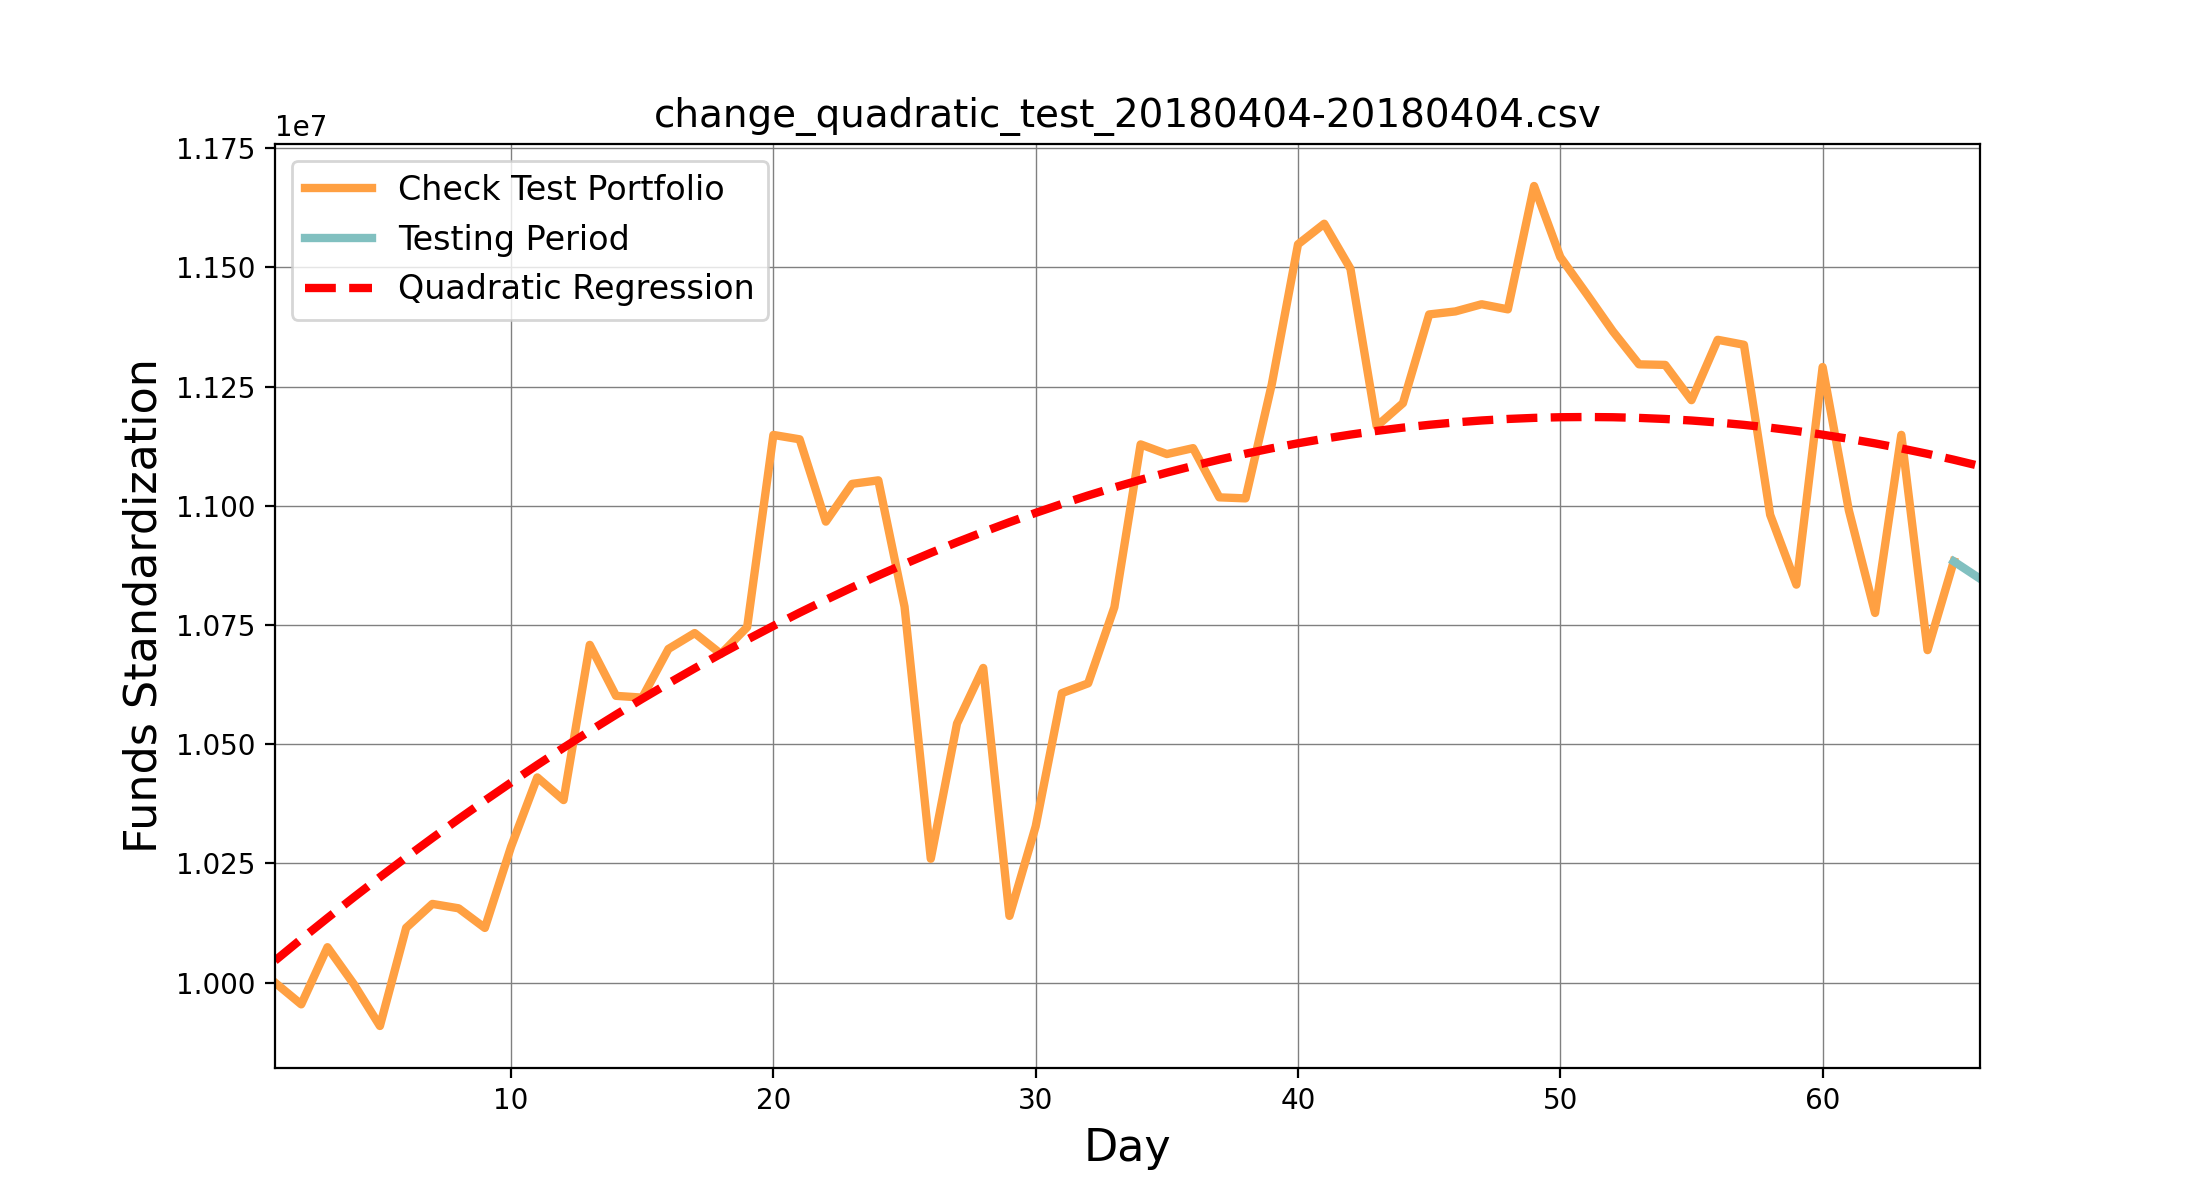 change_quadratic_test_20180404-20180404.csv
1e7
1.175
1.150
1.125
1.100
1.075
1.050
1.025
1.000
Funds Standardization
Check Test Portfolio
Testing Period
Quadratic Regression
10 20 30 40 50 60
Day